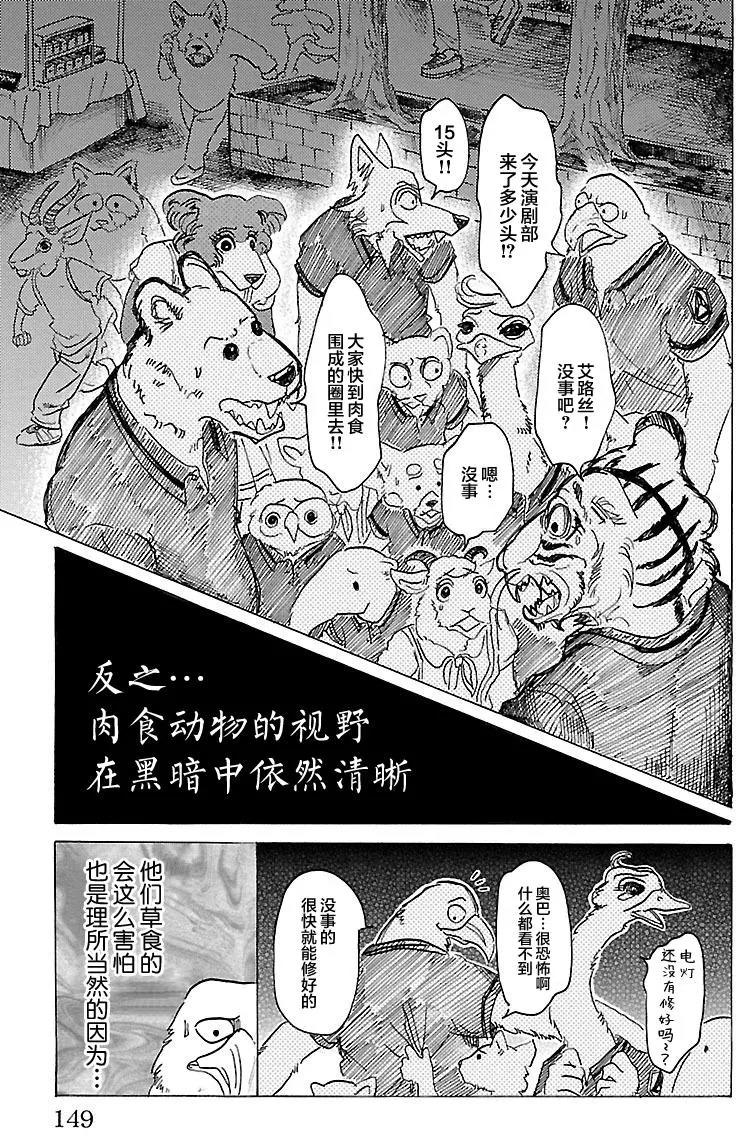 今天演剧部
来了多少头!?
15头!!
艾路丝！
没事吧？
大家快到肉食
围成的圈里去!!
嗯…
沒事
反之…
肉食动物的视野
在黑暗中依然清晰
电灯
还没有修好吗~?
奥巴…很恐怖啊
什么都看不到
没事的
很快就能修好的
他们草食的
会这么害怕
也是理所当然的因为…
149